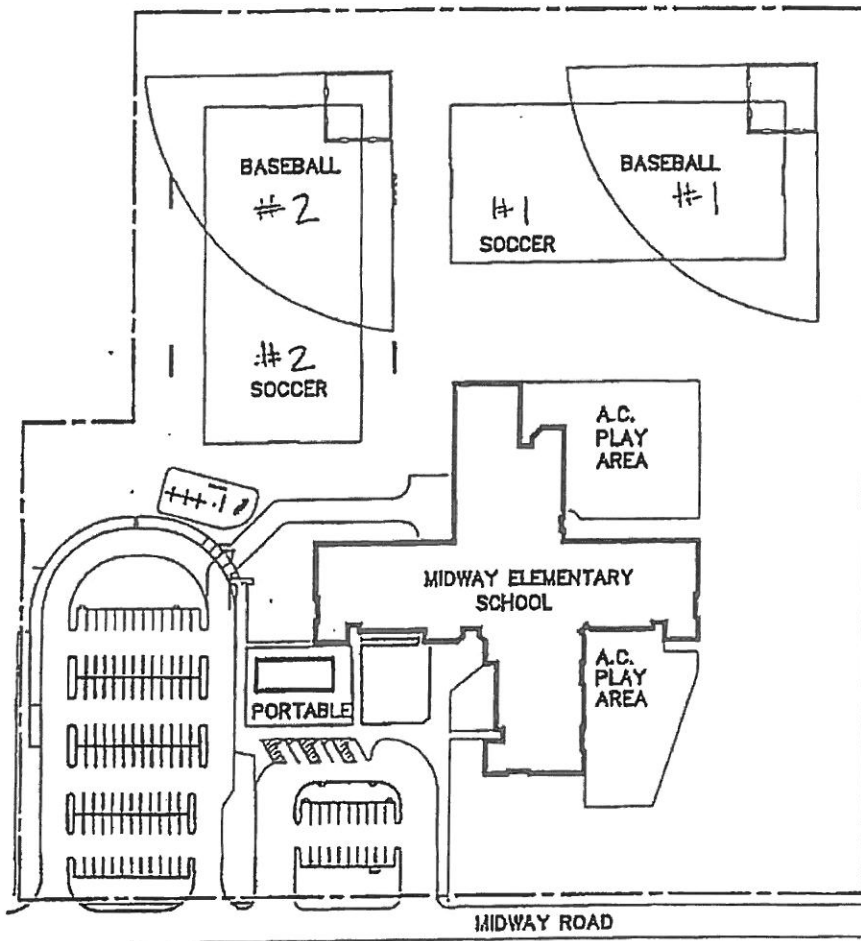 BASEBALL
#2
BASEBALL
#1
#1
SOCCER
#2
SOCCER
A.C.
PLAY
AREA
MIDWAY ELEMENTARY
SCHOOL
A.C.
PLAY
AREA
PORTABLE
MIDWAY ROAD